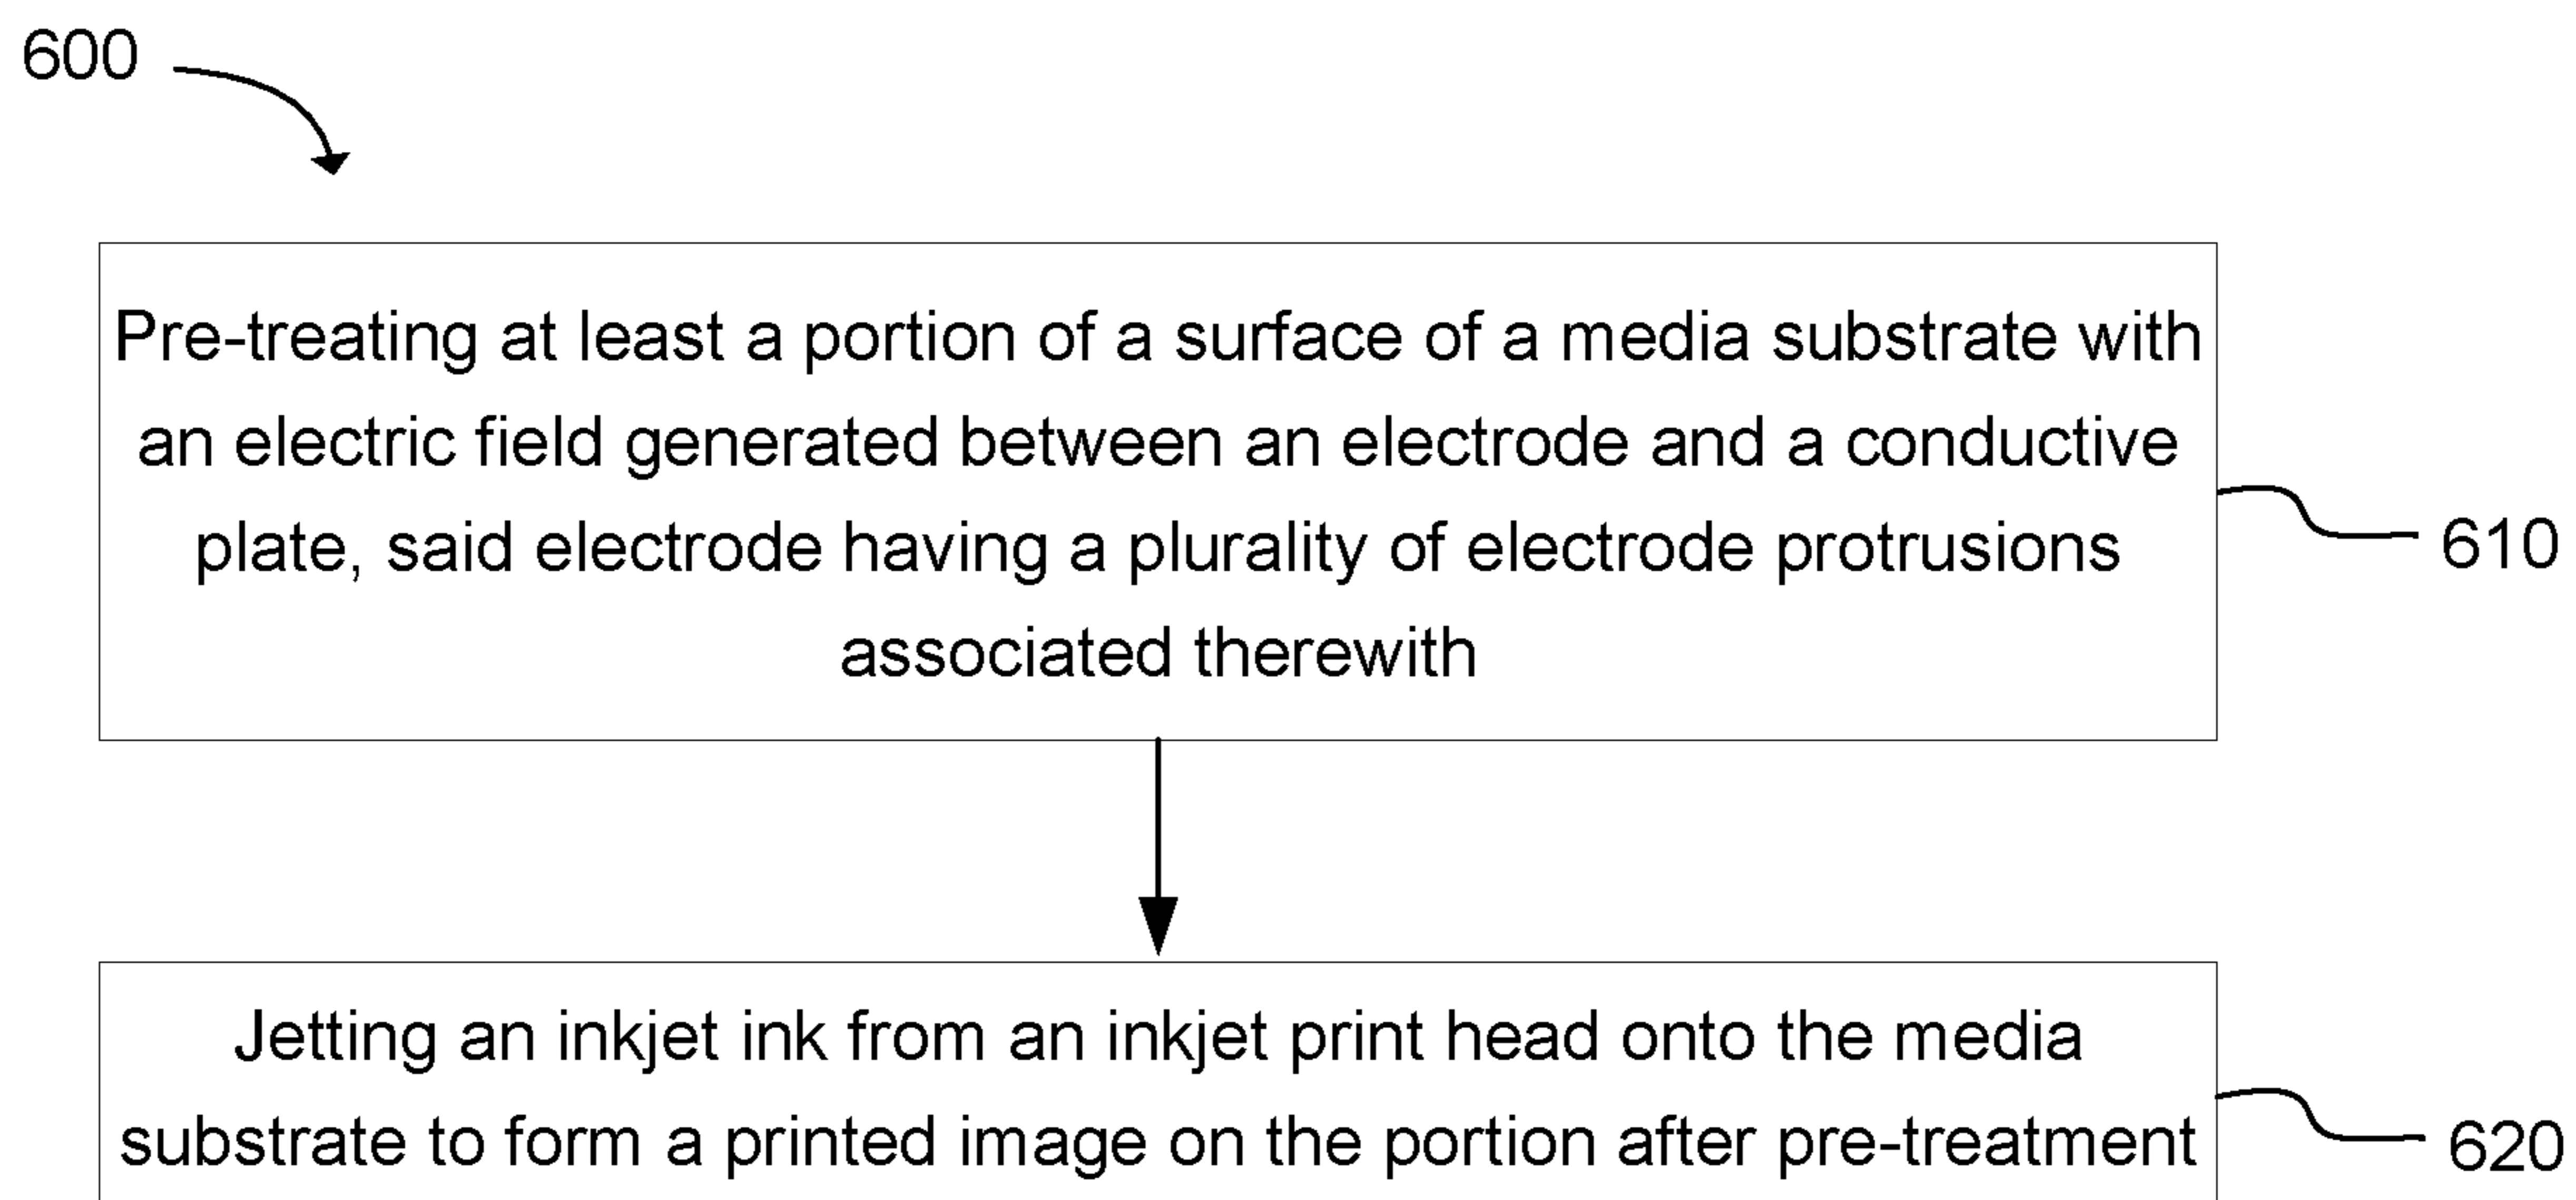 600
Pre-treating at least a portion of a surface of a media substrate with
an electric field generated between an electrode and a conductive
plate, said electrode having a plurality of electrode protrusions
associated therewith
610
Jetting an inkjet ink from an inkjet print head onto the media
substrate to form a printed image on the portion after pre-treatment
620